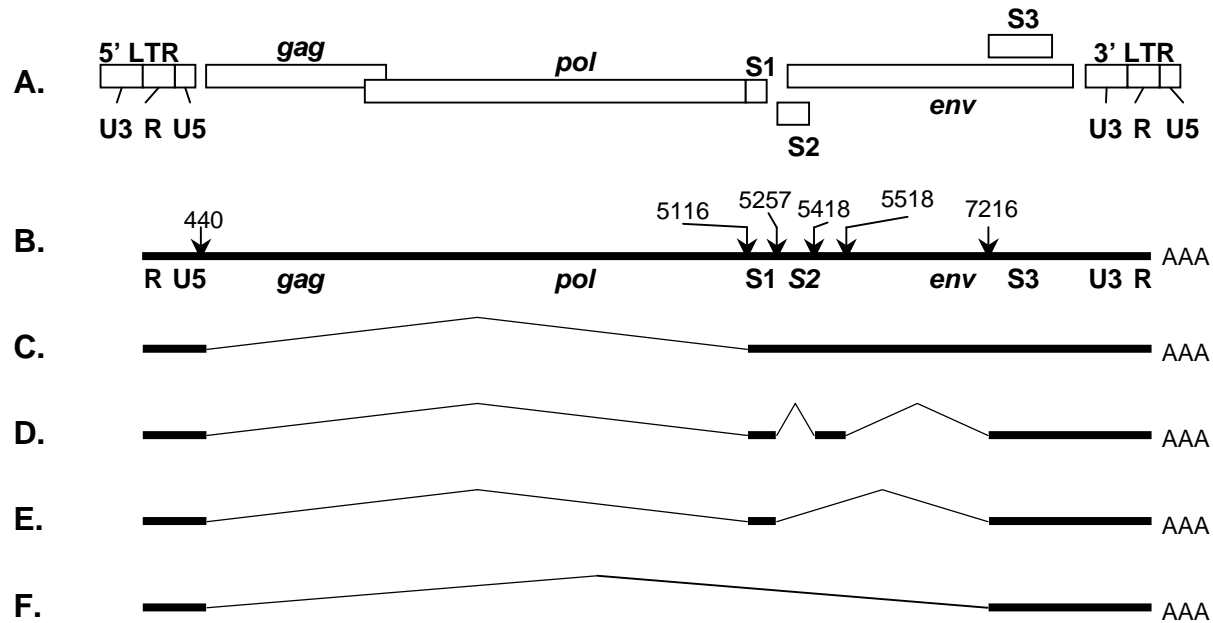 S3
5' LTR gag pol S1 3' LTR
A.
U3 R U5 env U3 R U5
S2
440 5116 5257 5418 5518 7216
B. AAA
R U5 gag pol S1 S2 env S3 U3 R
C. AAA
D. AAA
E. AAA
F. AAA